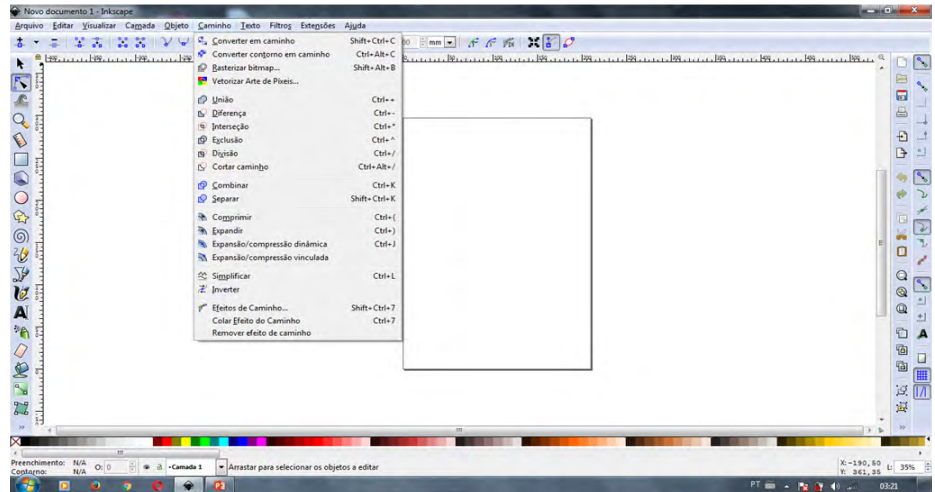 Novo documento 1 - Inkscape
Arquivo Editar Visualizar Camada Objeto Caminho Texto Filtros Extensões Ajuda
mm
Converter em caminho Shift+Ctrl+C
Converter contorno em caminho Ctrl+Alt+C
Rasterizar bitmap... Shift+Alt+B
Vetorizar Arte de Píxeis...
União Ctrl++
Diferença Ctrl+-
Interseção Ctrl+*
Exclusão Ctrl+^
Divisão Ctrl+/
Cortar caminho Ctrl+Alt+/
Combinar Ctrl+K
Separar Shift+Ctrl+K
Comprimir Ctrl+(
Expandir Ctrl+)
Expansão/compressão dinâmica Ctrl+J
Expansão/compressão vinculada
Simplificar Ctrl+L
Inverter
Efeitos de Caminho... Shift+Ctrl+7
Colar Efeito do Caminho Ctrl+7
Remover efeito de caminho
Preenchimento: N/A
Contorno: N/A
O: 0
•Camada 1
Arrastar para selecionar os objetos a editar
X: -190,50
Y: 361,35
L: 35%
PT
03:21